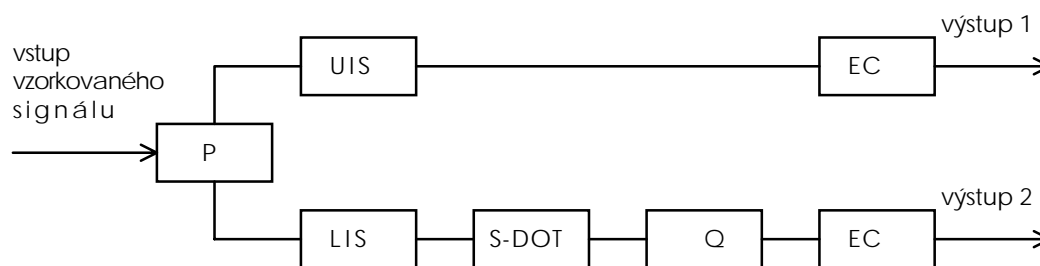 vstup
vzorkovaného
signálu
P
UIS
EC
výstup 1
LIS
S-DOT
Q
EC
výstup 2